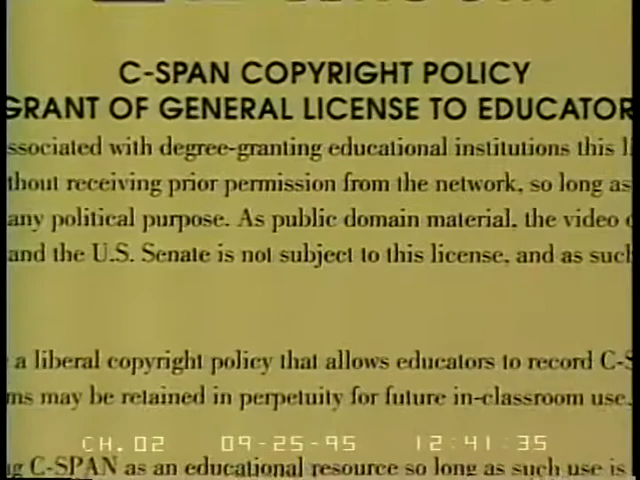 C-SPAN COPYRIGHT POLICY
GRANT OF GENERAL LICENSE TO EDUCATOR
ssociated with degree-granting educational institutions this l
thout receiving prior permission from the network, so long as
any political purpose. As public domain material, the video
and the U.S. Senate is not subject to this license, and as such
a liberal copyright policy that allows educators to record C-S
ms may be retained in perpetuity for future in-classroom use.
CH. 02 09-25-95 12:41:35
g C-SPAN as an educational resource so long as such use is